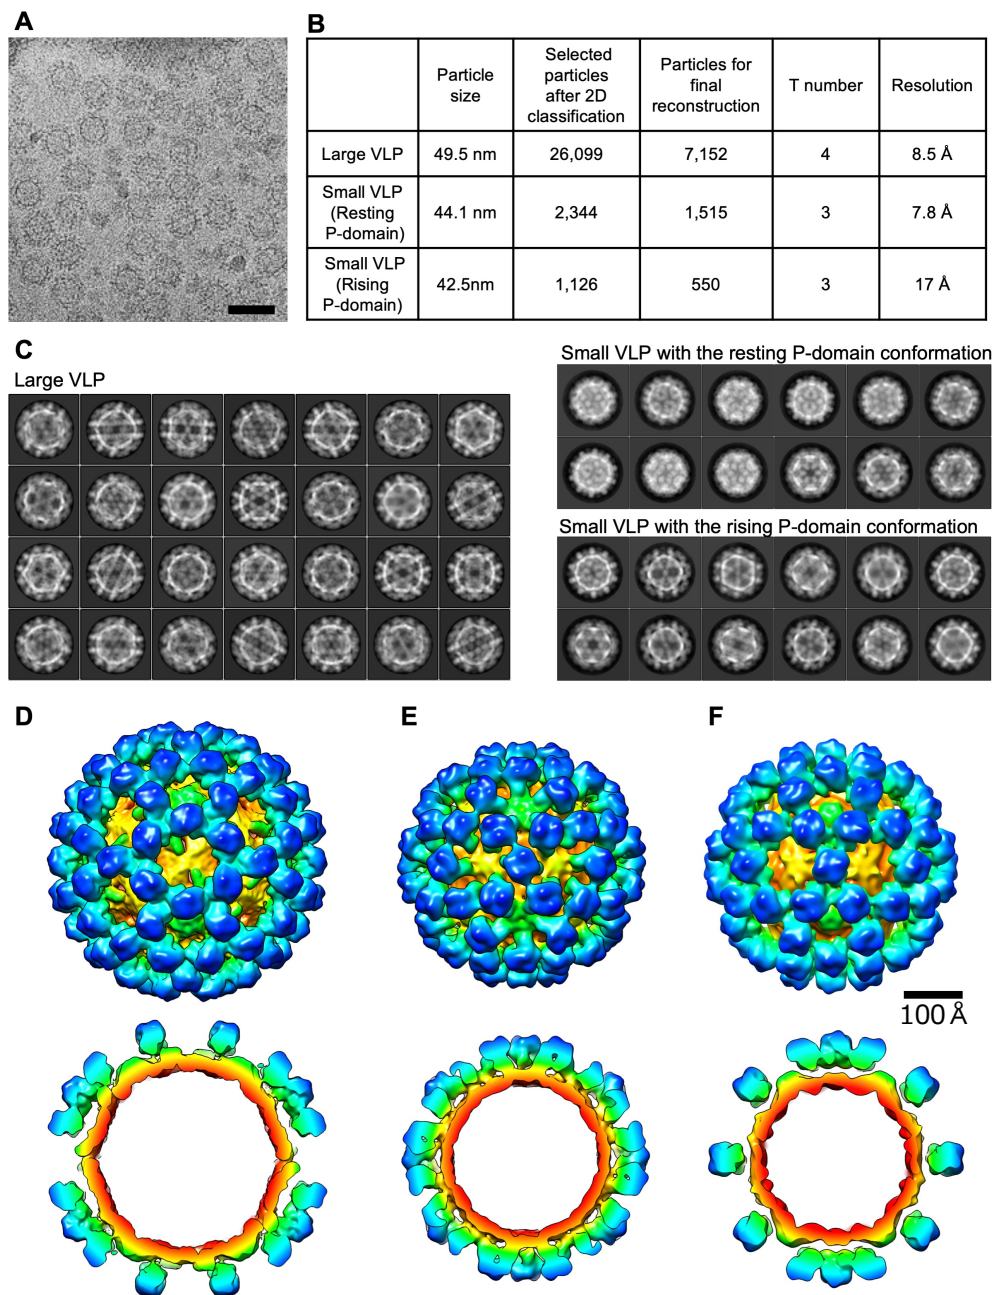 A
B
Particle
size
Selected
particles
after 2D
classification
Particles for
final
reconstruction
T number
Resolution
Large VLP
49.5 nm
26,099
7,152
4
8.5 Å
Small VLP
(Resting
P-domain)
44.1 nm
2,344
1,515
3
7.8 Å
Small VLP
(Rising
P-domain)
42.5nm
1,126
550
3
17 Å
C
Large VLP
Small VLP with the resting P-domain conformation
Small VLP with the rising P-domain conformation
D
E
F
100 Å